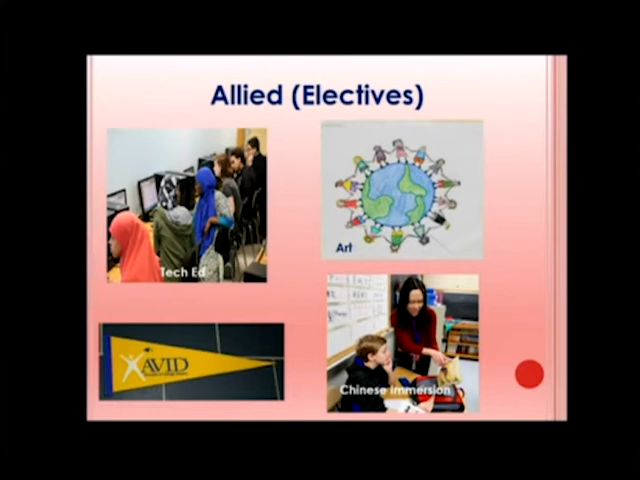 Allied (Electives)
Tech Ed
Art
AVID
Chinese immersion